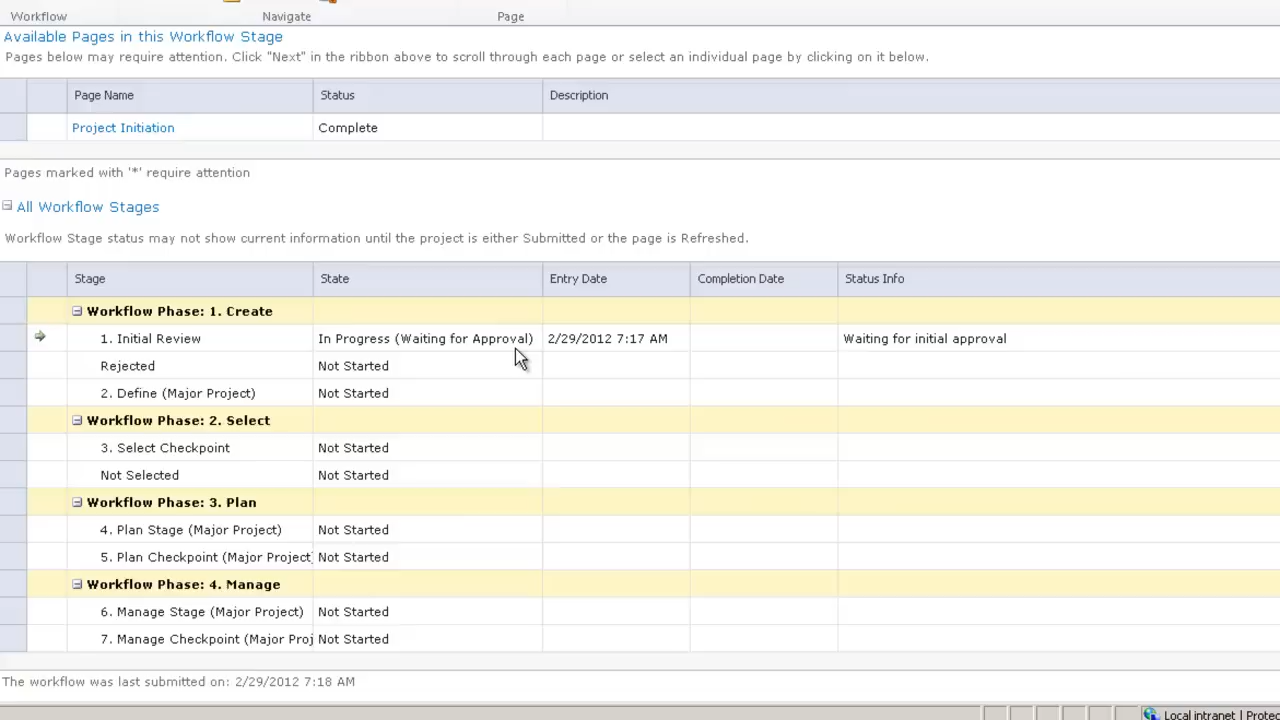 Workflow Navigate Page
Available Pages in this Workflow Stage
Pages below may require attention. Click "Next" in the ribbon above to scroll through each page or select an individual page by clicking on it below.
Page Name Status Description
Project Initiation Complete
Pages marked with '*' require attention
All Workflow Stages
Workflow Stage status may not show current information until the project is either Submitted or the page is Refreshed.
Stage State Entry Date Completion Date Status Info
Workflow Phase: 1. Create
1. Initial Review In Progress (Waiting for Approval) 2/29/2012 7:17 AM Waiting for initial approval
Rejected Not Started
2. Define (Major Project) Not Started
Workflow Phase: 2. Select
3. Select Checkpoint Not Started
Not Selected Not Started
Workflow Phase: 3. Plan
4. Plan Stage (Major Project) Not Started
5. Plan Checkpoint (Major Project) Not Started
Workflow Phase: 4. Manage
6. Manage Stage (Major Project) Not Started
7. Manage Checkpoint (Major Proj Not Started
The workflow was last submitted on: 2/29/2012 7:18 AM
Local intranet | Protec